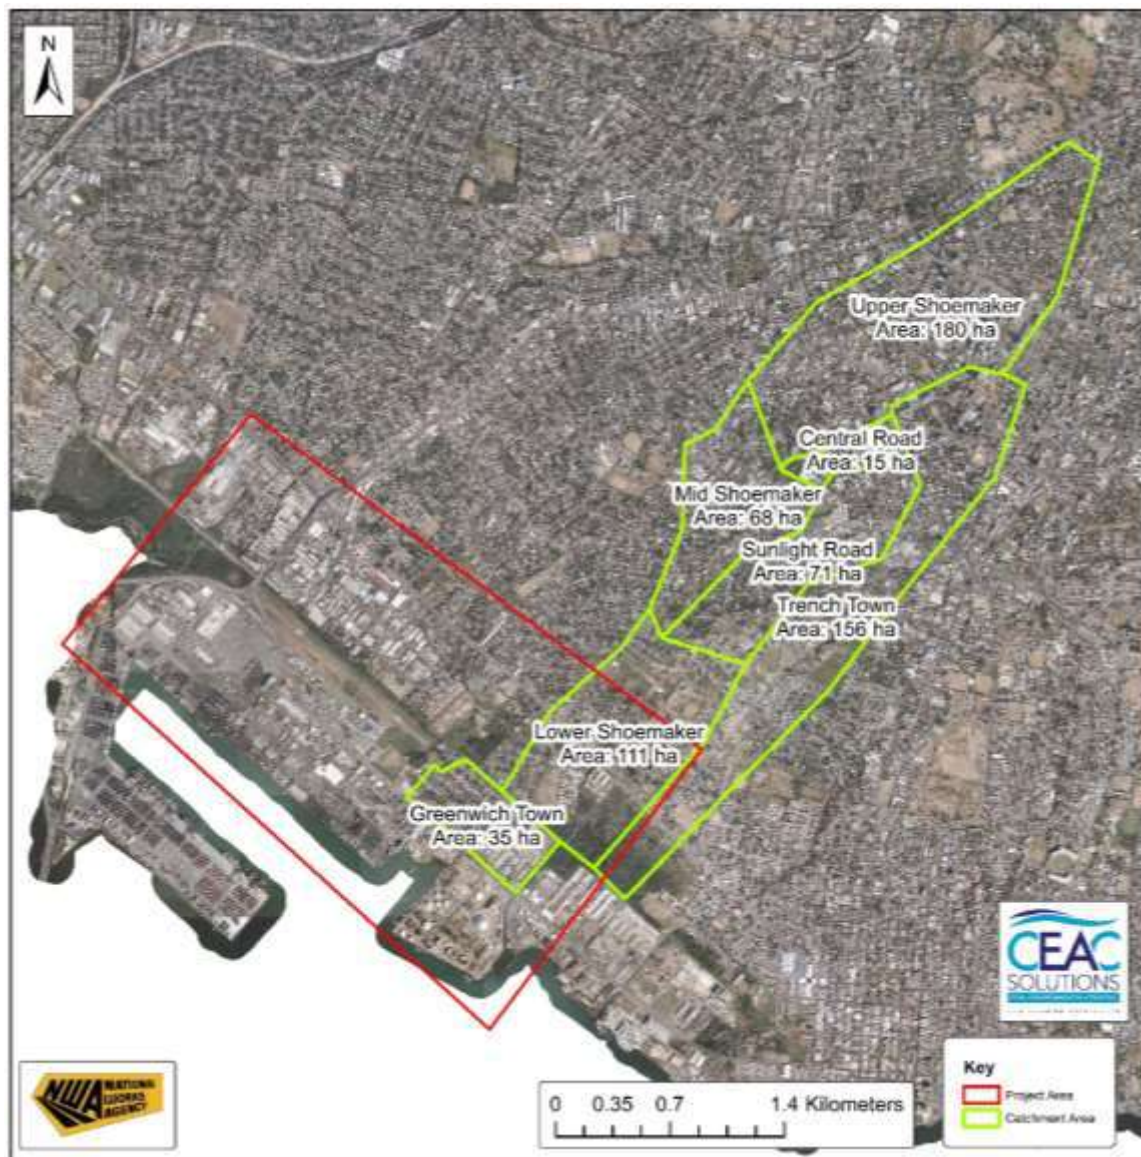 N
Upper Shoemaker
Area: 180 ha
Central Road
Area: 15 ha
Mid Shoemaker
Area: 68 ha
Sunlight Road
Area: 71 ha
Trench Town
Area: 156 ha
Lower Shoemaker
Area: 111 ha
Greenwich Town
Area: 35 ha
CEAC
SOLUTIONS
NWA NATIONAL
WORKS
AGENCY
0 0.35 0.7 1.4 Kilometers
Key
Project Area
Catchment Area